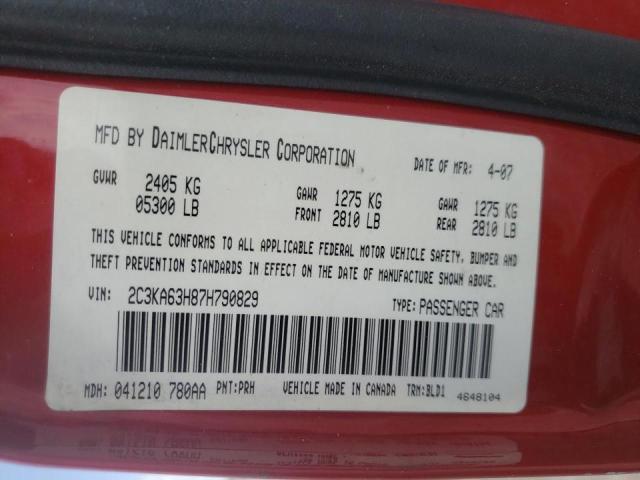 MFD BY DAIMLERCHRYSLER CORPORATION DATE OF MFR: 4-07
GVWR 2405 KG GAWR 1275 KG GAWR 1275 KG
05300 LB FRONT 2810 LB REAR 2810 LB
THIS VEHICLE CONFORMS TO ALL APPLICABLE FEDERAL MOTOR VEHICLE SAFETY, BUMPER AND
THEFT PREVENTION STANDARDS IN EFFECT ON THE DATE OF MANUFACTURE SHOWN ABOVE.
VIN: 2C3KA63H87H790829 TYPE: PASSENGER CAR
MDH: 041210 780AA PNT:PRH VEHICLE MADE IN CANADA TRM:BLD1 4648104